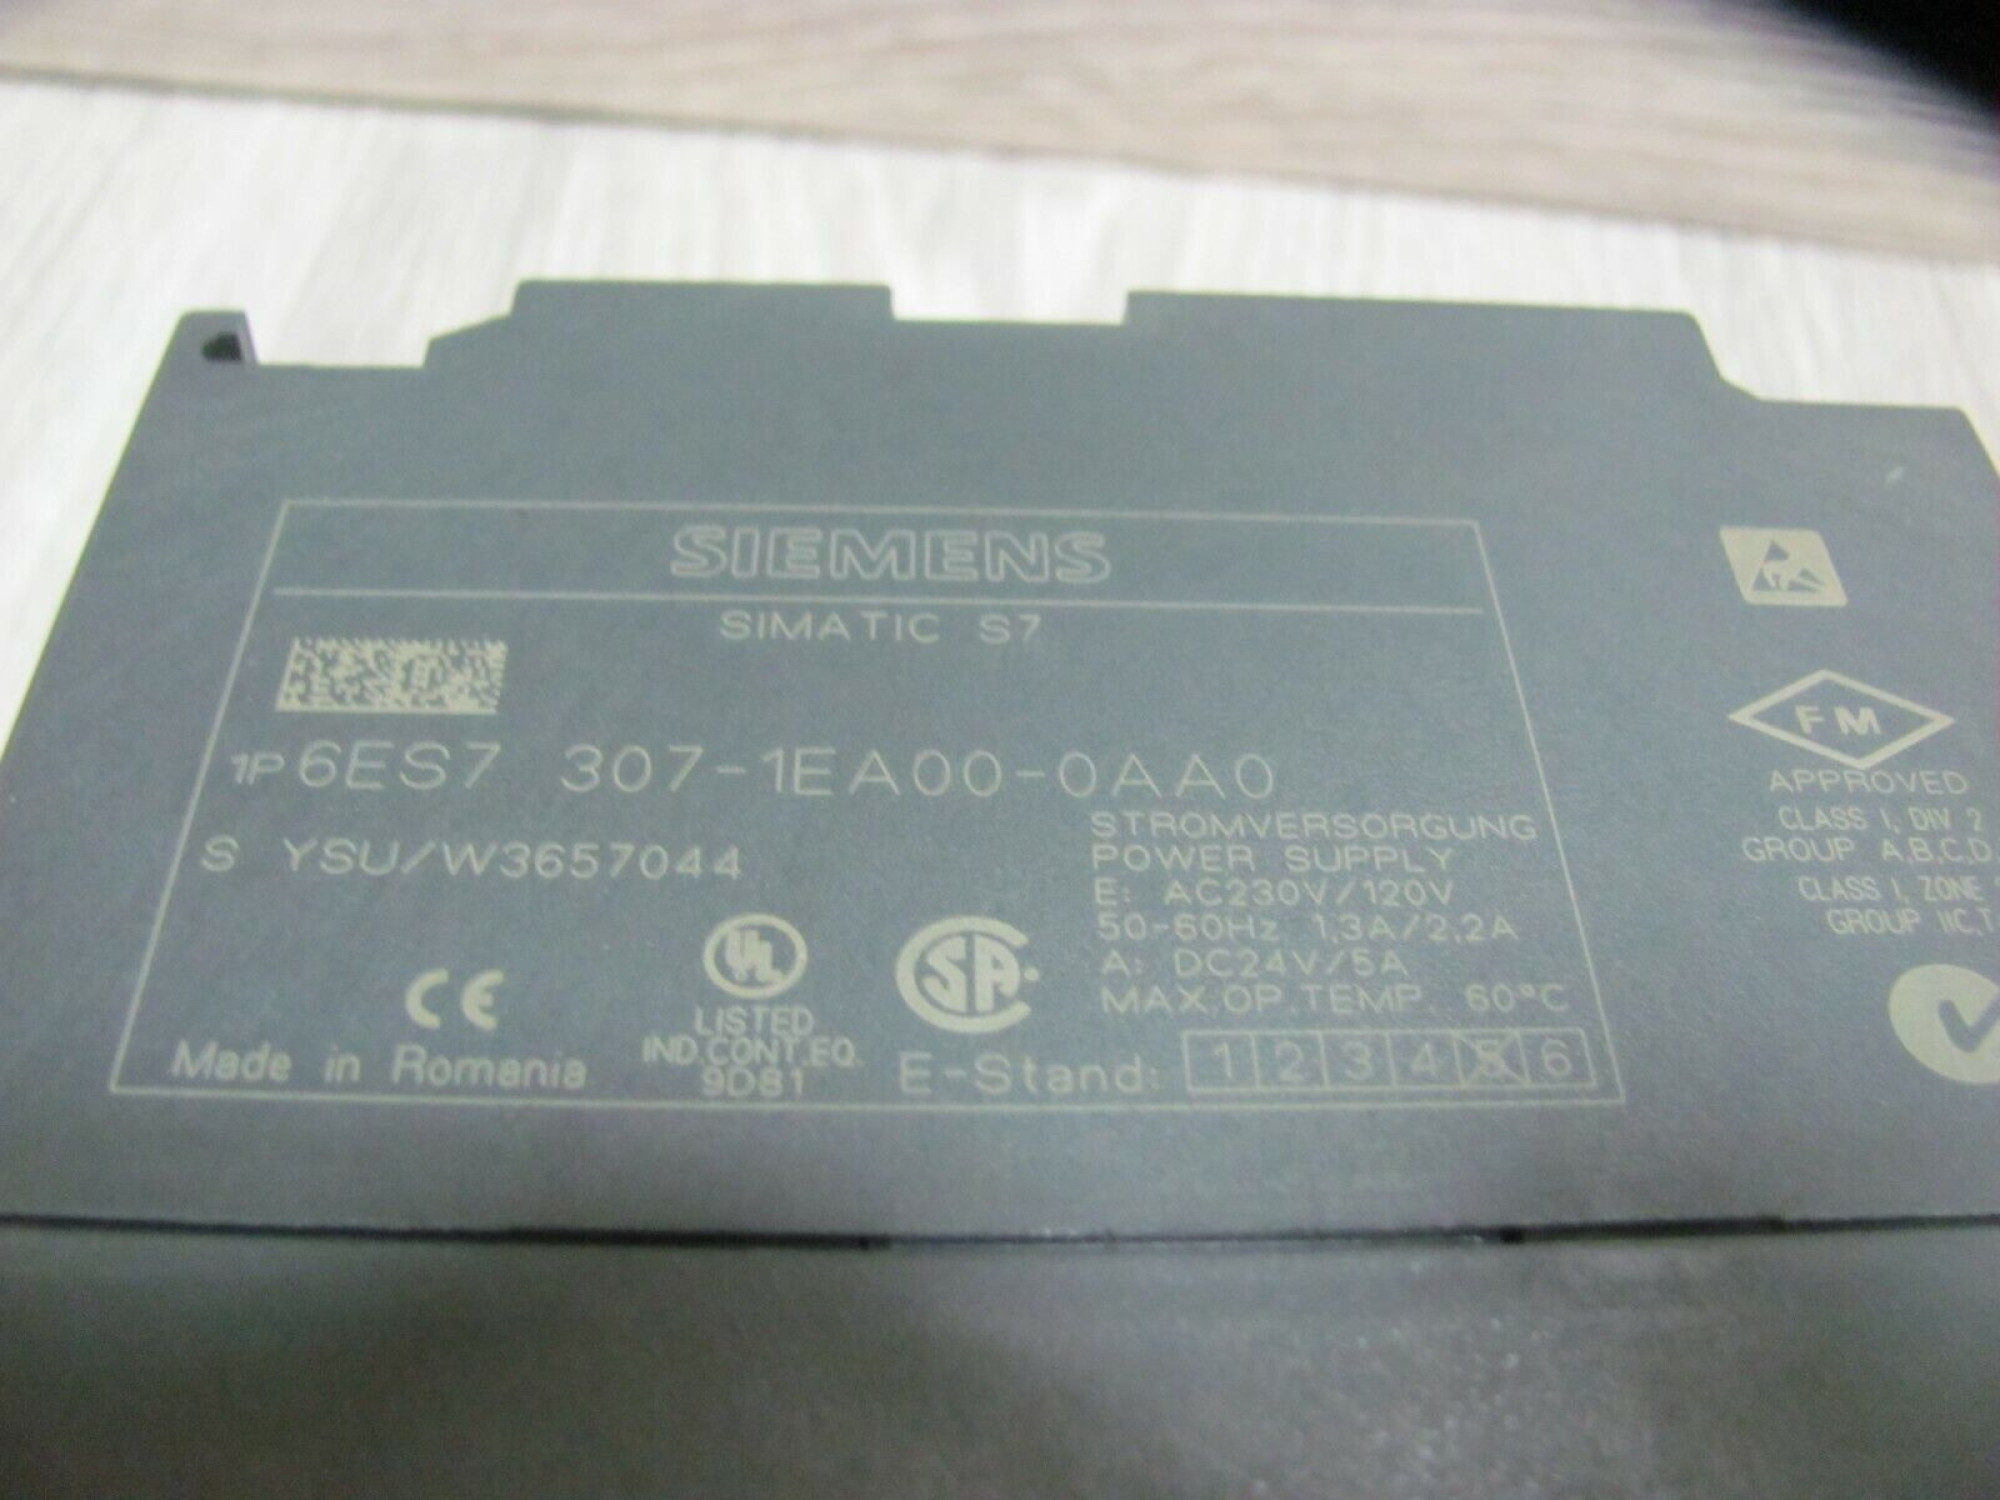 SIEMENS
SIMATIC S7
1P 6ES7 307-1EA00-0AA0
S YSU/W3657044
STROMVERSORGUNG
POWER SUPPLY
E: AC230V/120V
50-60Hz 1,3A/2,2A
A: DC24V/5A
MAX.OP.TEMP. 60°C
CE
UL
LISTED
IND.CONT.EQ.
9D81
SA
Made in Romania
E-Stand: 1 2 3 4 5 6
FM
APPROVED
CLASS I, DIV 2
GROUP A,B,C,D,
CLASS I, ZONE
GROUP IIC,T